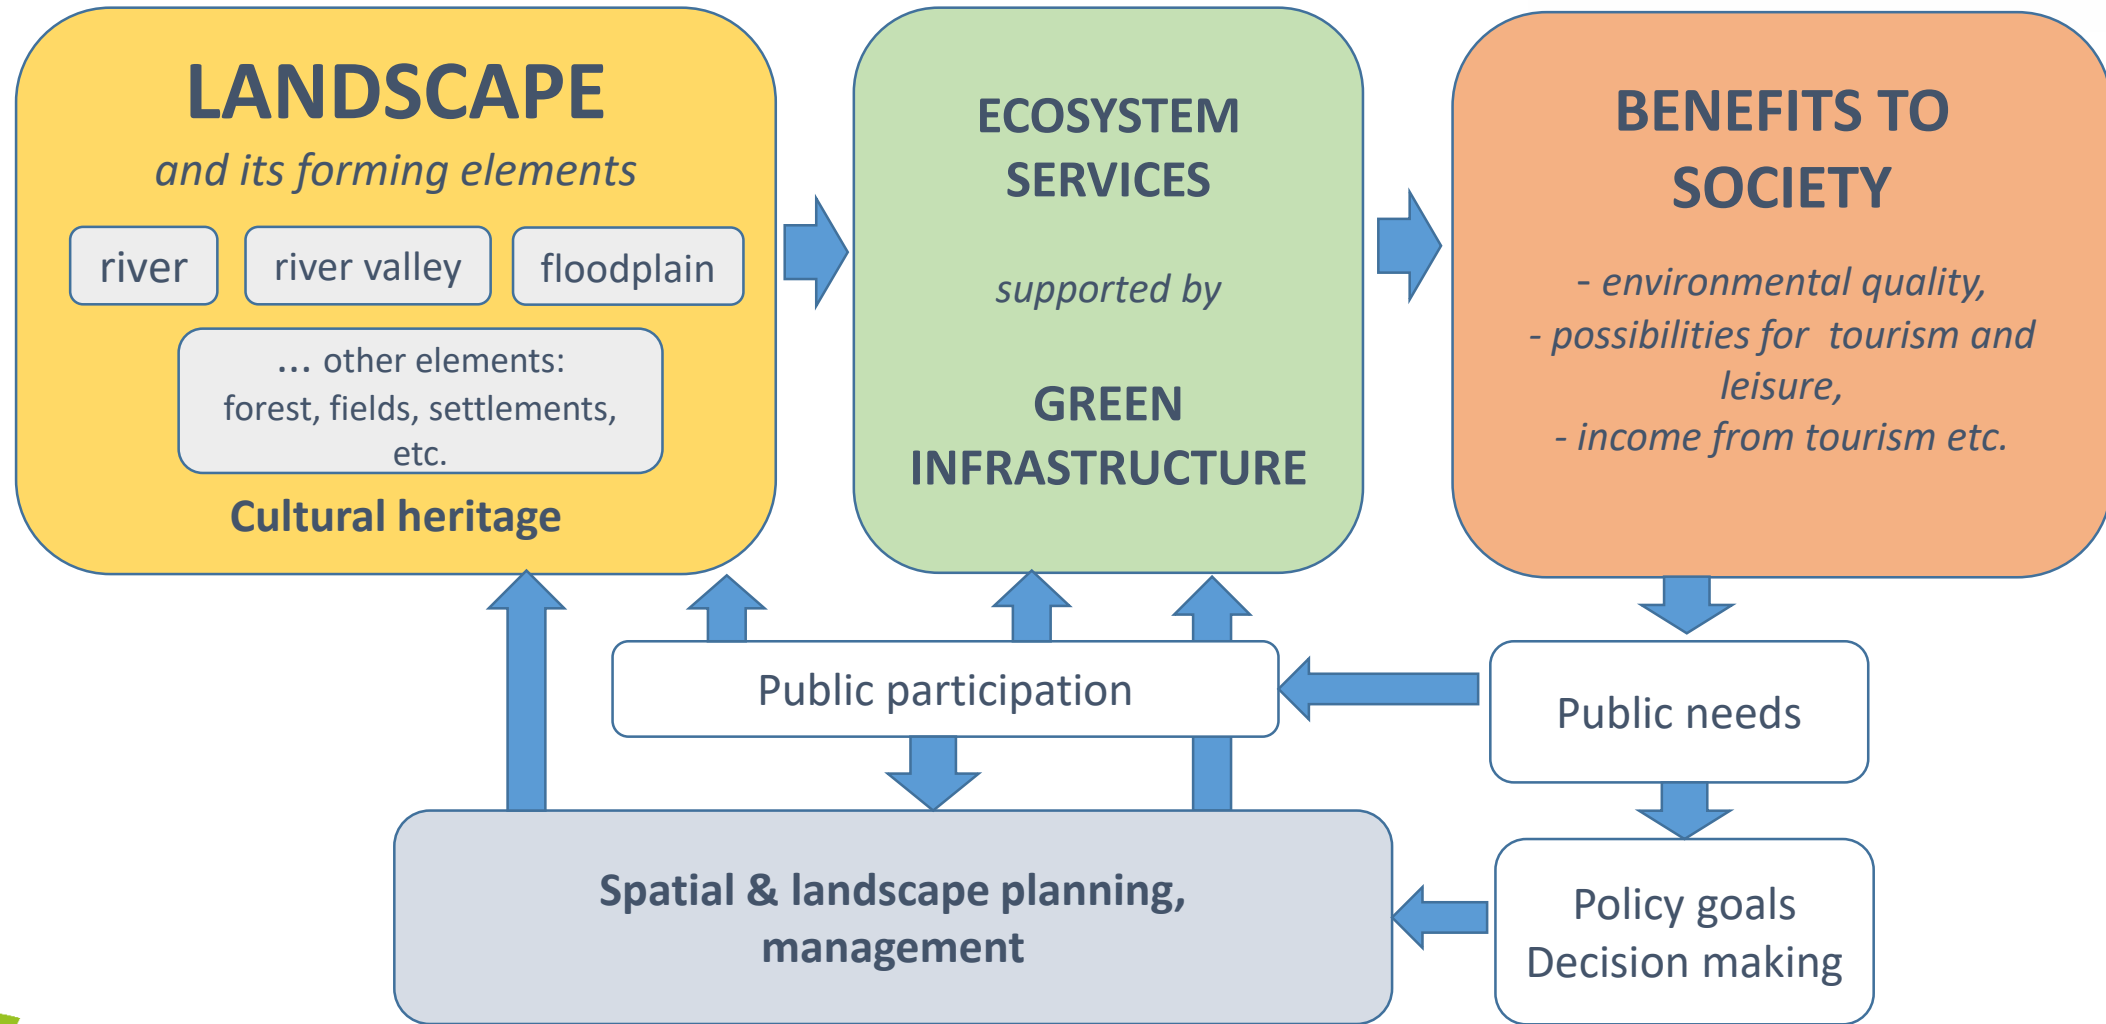 LANDSCAPE
and its forming elements
river
river valley
floodplain
... other elements:
forest, fields, settlements,
etc.
Cultural heritage
ECOSYSTEM
SERVICES
supported by
GREEN
INFRASTRUCTURE
BENEFITS TO
SOCIETY
- environmental quality,
- possibilities for tourism and
leisure,
- income from tourism etc.
Public participation
Public needs
Spatial & landscape planning,
management
Policy goals
Decision making